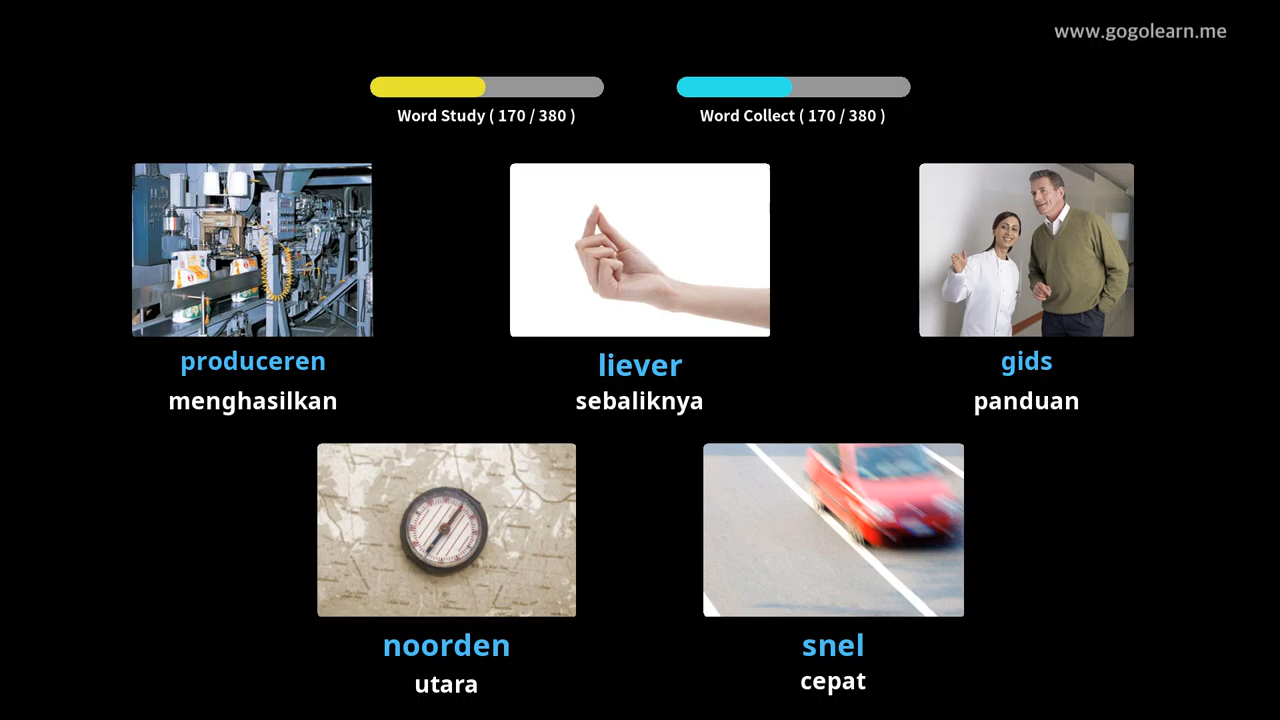 www.gogolearn.me
Word Study ( 170 / 380 )
Word Collect ( 170 / 380 )
produceren
menghasilkan
liever
sebaliknya
gids
panduan
noorden
utara
snel
cepat